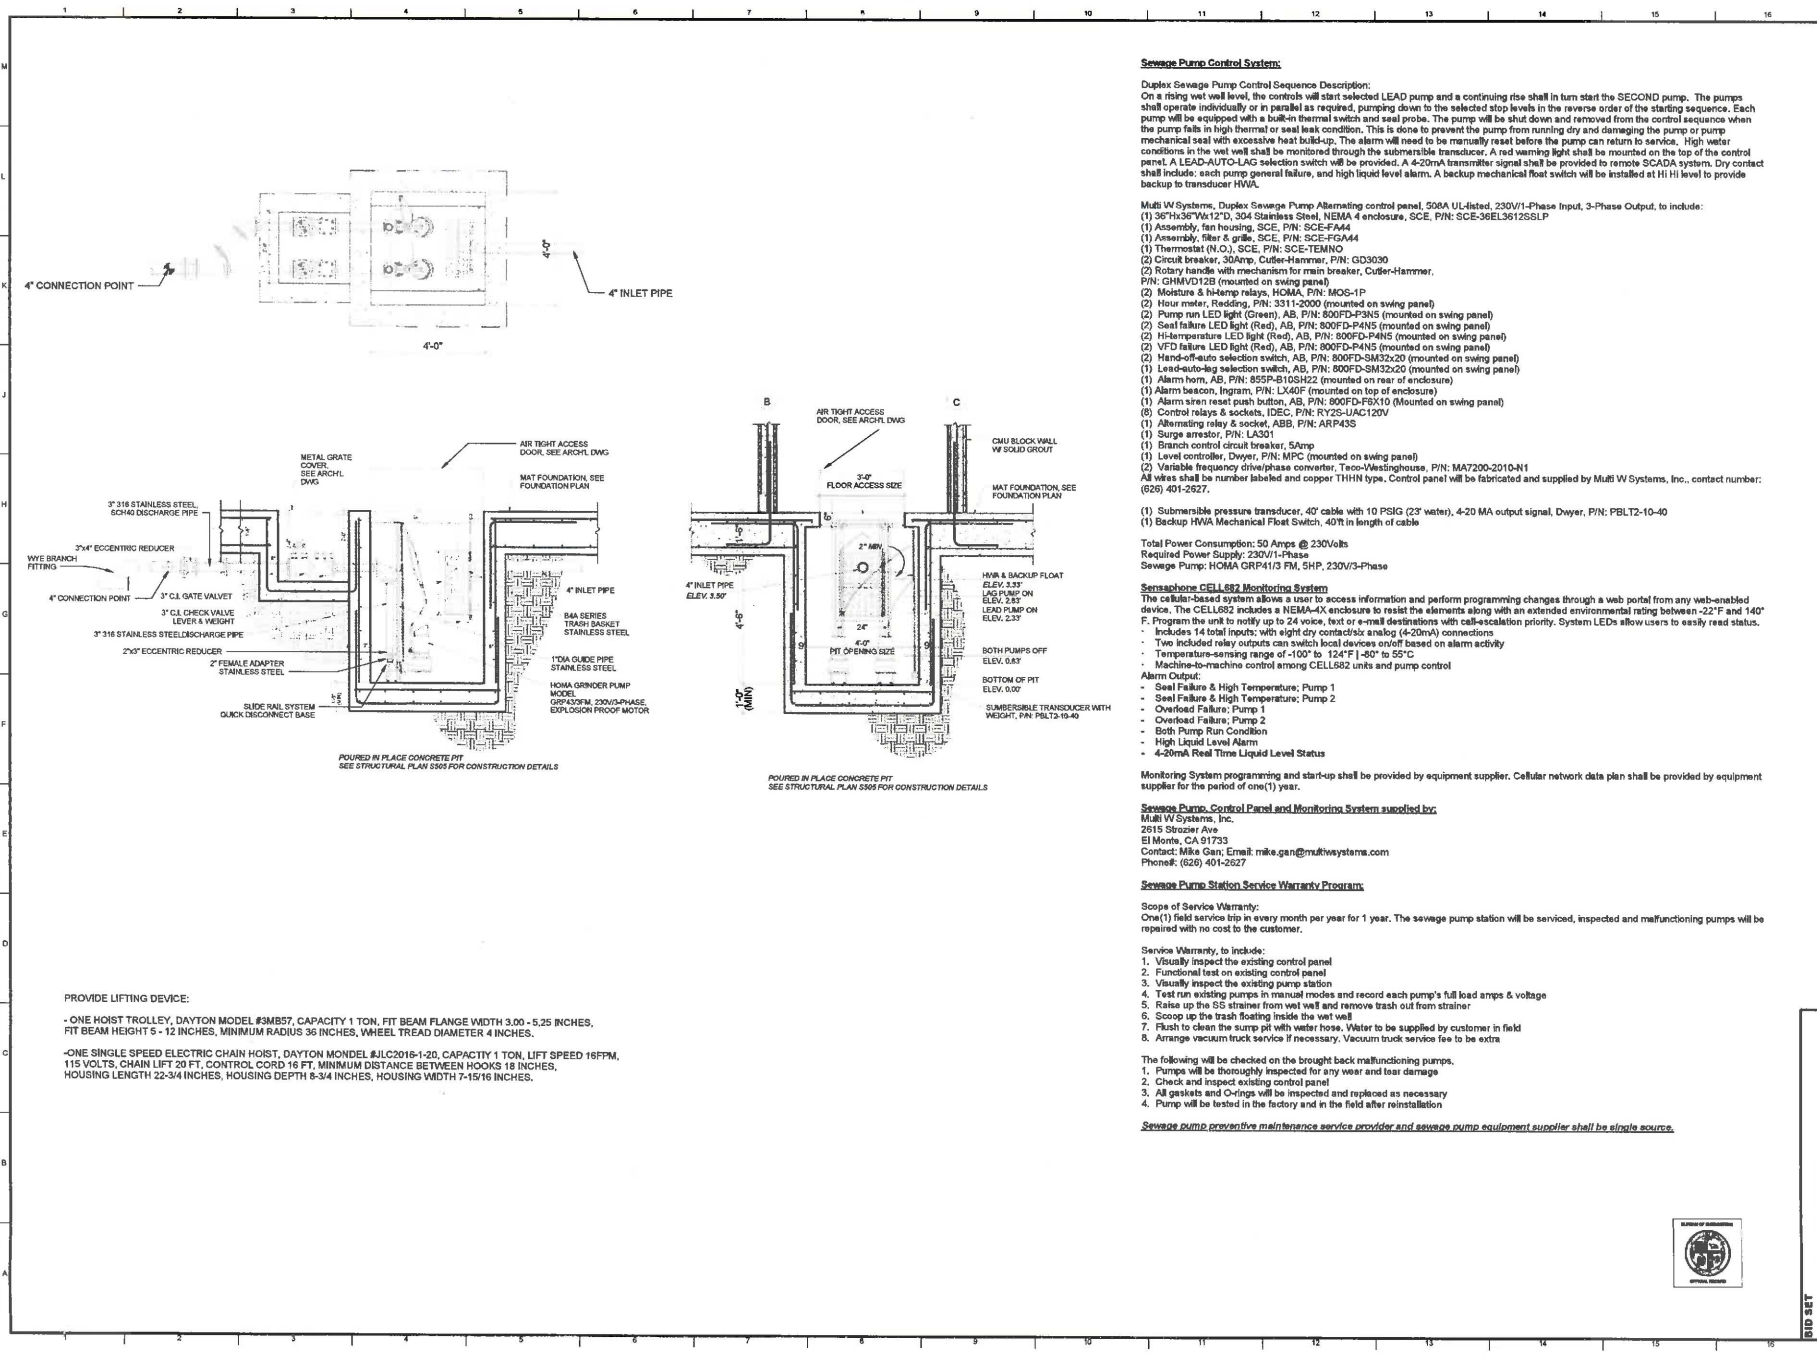 4" CONNECTION POINT
4" INLET PIPE
4'-0"
4'-0"
METAL GRATE
COVER,
SEE ARCH'L
DWG
AIR TIGHT ACCESS
DOOR, SEE ARCH'L DWG
MAT FOUNDATION, SEE
FOUNDATION PLAN
3" 316 STAINLESS STEEL,
SCH40 DISCHARGE PIPE
3"x4" ECCENTRIC REDUCER
WYE BRANCH
FITTING
4" CONNECTION POINT
3" C.I. GATE VALVET
3" C.I. CHECK VALVE
LEVER & WEIGHT
3" 316 STAINLESS STEELDISCHARGE PIPE
2"x3" ECCENTRIC REDUCER
2" FEMALE ADAPTER
STAINLESS STEEL
SLIDE RAIL SYSTEM
QUICK DISCONNECT BASE
4" INLET PIPE
B4A SERIES
TRASH BASKET
STAINLESS STEEL
1"DIA GUIDE PIPE
STAINLESS STEEL
HOMA GRINDER PUMP
MODEL
GRP43/3FM, 230V/3-PHASE,
EXPLOSION PROOF MOTOR
POURED IN PLACE CONCRETE PIT
SEE STRUCTURAL PLAN S505 FOR CONSTRUCTION DETAILS
B
C
AIR TIGHT ACCESS
DOOR, SEE ARCH'L DWG
CMU BLOCK WALL
W/ SOLID GROUT
3'-0"
FLOOR ACCESS SIZE
MAT FOUNDATION, SEE
FOUNDATION PLAN
6"
1'-6"
2" MIN
4" INLET PIPE
ELEV. 3.50'
4'-6"
HWA & BACKUP FLOAT
ELEV. 3.33'
LAG PUMP ON
ELEV. 2.83'
LEAD PUMP ON
ELEV. 2.33'
24"
4'-0"
PIT OPENING SIZE
9"
9"
BOTH PUMPS OFF
ELEV. 0.83'
BOTTOM OF PIT
ELEV. 0.00'
1'-0"
(MIN)
SUMBERSIBLE TRANSDUCER WITH
WEIGHT, P/N: PBLT2-10-40
POURED IN PLACE CONCRETE PIT
SEE STRUCTURAL PLAN S505 FOR CONSTRUCTION DETAILS
PROVIDE LIFTING DEVICE:
- ONE HOIST TROLLEY, DAYTON MODEL #3MB57, CAPACITY 1 TON, FIT BEAM FLANGE WIDTH 3.00 - 5.25 INCHES,
FIT BEAM HEIGHT 5 - 12 INCHES, MINIMUM RADIUS 36 INCHES, WHEEL TREAD DIAMETER 4 INCHES.
-ONE SINGLE SPEED ELECTRIC CHAIN HOIST, DAYTON MONDEL #JLC2016-1-20, CAPACTIY 1 TON, LIFT SPEED 16FPM,
115 VOLTS, CHAIN LIFT 20 FT, CONTROL CORD 16 FT, MINIMUM DISTANCE BETWEEN HOOKS 18 INCHES,
HOUSING LENGTH 22-3/4 INCHES, HOUSING DEPTH 8-3/4 INCHES, HOUSING WIDTH 7-15/16 INCHES.
Sewage Pump Control System:
Duplex Sewage Pump Control Sequence Description:
On a rising wet well level, the controls will start selected LEAD pump and a continuing rise shall in turn start the SECOND pump. The pumps
shall operate individually or in parallel as required, pumping down to the selected stop levels in the reverse order of the starting sequence. Each
pump will be equipped with a built-in thermal switch and seal probe. The pump will be shut down and removed from the control sequence when
the pump falls in high thermal or seal leak condition. This is done to prevent the pump from running dry and damaging the pump or pump
mechanical seal with excessive heat build-up. The alarm will need to be manually reset before the pump can return to service. High water
conditions in the wet well shall be monitored through the submersible transducer. A red warning light shall be mounted on the top of the control
panel. A LEAD-AUTO-LAG selection switch will be provided. A 4-20mA transmitter signal shall be provided to remote SCADA system. Dry contact
shall include: each pump general failure, and high liquid level alarm. A backup mechanical float switch will be installed at Hi Hi level to provide
backup to transducer HWA.
Multi W Systems, Duplex Sewage Pump Alternating control panel, 508A UL-listed, 230V/1-Phase Input, 3-Phase Output, to include:
(1) 36"Hx36"Wx12"D, 304 Stainless Steel, NEMA 4 enclosure, SCE, P/N: SCE-36EL3612SSLP
(1) Assembly, fan housing, SCE, P/N: SCE-FA44
(1) Assembly, filter & grille, SCE, P/N: SCE-FGA44
(1) Thermostat (N.O.), SCE, P/N: SCE-TEMNO
(2) Circuit breaker, 30Amp, Cutler-Hammer, P/N: GD3030
(2) Rotary handle with mechanism for main breaker, Cutler-Hammer,
P/N: GHMVD12B (mounted on swing panel)
(2) Moisture & hi-temp relays, HOMA, P/N: MOS-1P
(2) Hour meter, Redding, P/N: 3311-2000 (mounted on swing panel)
(2) Pump run LED light (Green), AB, P/N: 800FD-P3N5 (mounted on swing panel)
(2) Seal failure LED light (Red), AB, P/N: 800FD-P4N5 (mounted on swing panel)
(2) Hi-temperature LED light (Red), AB, P/N: 800FD-P4N5 (mounted on swing panel)
(2) VFD failure LED light (Red), AB, P/N: 800FD-P4N5 (mounted on swing panel)
(2) Hand-off-auto selection switch, AB, P/N: 800FD-SM32x20 (mounted on swing panel)
(1) Lead-auto-lag selection switch, AB, P/N: 800FD-SM32x20 (mounted on swing panel)
(1) Alarm horn, AB, P/N: 855P-B10SH22 (mounted on rear of enclosure)
(1) Alarm beacon, Ingram, P/N: LX40F (mounted on top of enclosure)
(1) Alarm siren reset push button, AB, P/N: 800FD-F6X10 (Mounted on swing panel)
(8) Control relays & sockets, IDEC, P/N: RY2S-UAC120V
(1) Alternating relay & socket, ABB, P/N: ARP43S
(1) Surge arrestor, P/N: LA301
(1) Branch control circuit breaker, 5Amp
(1) Level controller, Dwyer, P/N: MPC (mounted on swing panel)
(2) Variable frequency drive/phase converter, Teco-Westinghouse, P/N: MA7200-2010-N1
All wires shall be number labeled and copper THHN type. Control panel will be fabricated and supplied by Multi W Systems, Inc., contact number:
(626) 401-2627.
(1) Submersible pressure transducer, 40' cable with 10 PSIG (23' water), 4-20 MA output signal, Dwyer, P/N: PBLT2-10-40
(1) Backup HWA Mechanical Float Switch, 40'ft in length of cable
Total Power Consumption: 50 Amps @ 230Volts
Required Power Supply: 230V/1-Phase
Sewage Pump: HOMA GRP41/3 FM, 5HP, 230V/3-Phase
Sensaphone CELL682 Monitoring System
The cellular-based system allows a user to access information and perform programming changes through a web portal from any web-enabled
device. The CELL682 includes a NEMA-4X enclosure to resist the elements along with an extended environmental rating between -22°F and 140°
F. Program the unit to notify up to 24 voice, text or e-mail destinations with call-escalation priority. System LEDs allow users to easily read status.
· Includes 14 total inputs; with eight dry contact/six analog (4-20mA) connections
· Two included relay outputs can switch local devices on/off based on alarm activity
· Temperature-sensing range of -100° to 124°F | -80° to 55°C
· Machine-to-machine control among CELL682 units and pump control
Alarm Output:
- Seal Failure & High Temperature; Pump 1
- Seal Failure & High Temperature; Pump 2
- Overload Failure; Pump 1
- Overload Failure; Pump 2
- Both Pump Run Condition
- High Liquid Level Alarm
- 4-20mA Real Time Liquid Level Status
Monitoring System programming and start-up shall be provided by equipment supplier. Cellular network data plan shall be provided by equipment
supplier for the period of one(1) year.
Sewage Pump, Control Panel and Monitoring System supplied by:
Multi W Systems, Inc.
2615 Strozier Ave
El Monte, CA 91733
Contact: Mike Gan; Email: mike.gan@multiwsystems.com
Phone#: (626) 401-2627
Sewage Pump Station Service Warranty Program:
Scope of Service Warranty:
One(1) field service trip in every month per year for 1 year. The sewage pump station will be serviced, inspected and malfunctioning pumps will be
repaired with no cost to the customer.
Service Warranty, to include:
1. Visually inspect the existing control panel
2. Functional test on existing control panel
3. Visually inspect the existing pump station
4. Test run existing pumps in manual modes and record each pump's full load amps & voltage
5. Raise up the SS strainer from wet well and remove trash out from strainer
6. Scoop up the trash floating inside the wet well
7. Flush to clean the sump pit with water hose. Water to be supplied by customer in field
8. Arrange vacuum truck service if necessary. Vacuum truck service fee to be extra
The following will be checked on the brought back malfunctioning pumps.
1. Pumps will be thoroughly inspected for any wear and tear damage
2. Check and inspect existing control panel
3. All gaskets and O-rings will be inspected and replaced as necessary
4. Pump will be tested in the factory and in the field after reinstallation
Sewage pump preventive maintenance service provider and sewage pump equipment supplier shall be single source.
BID SET